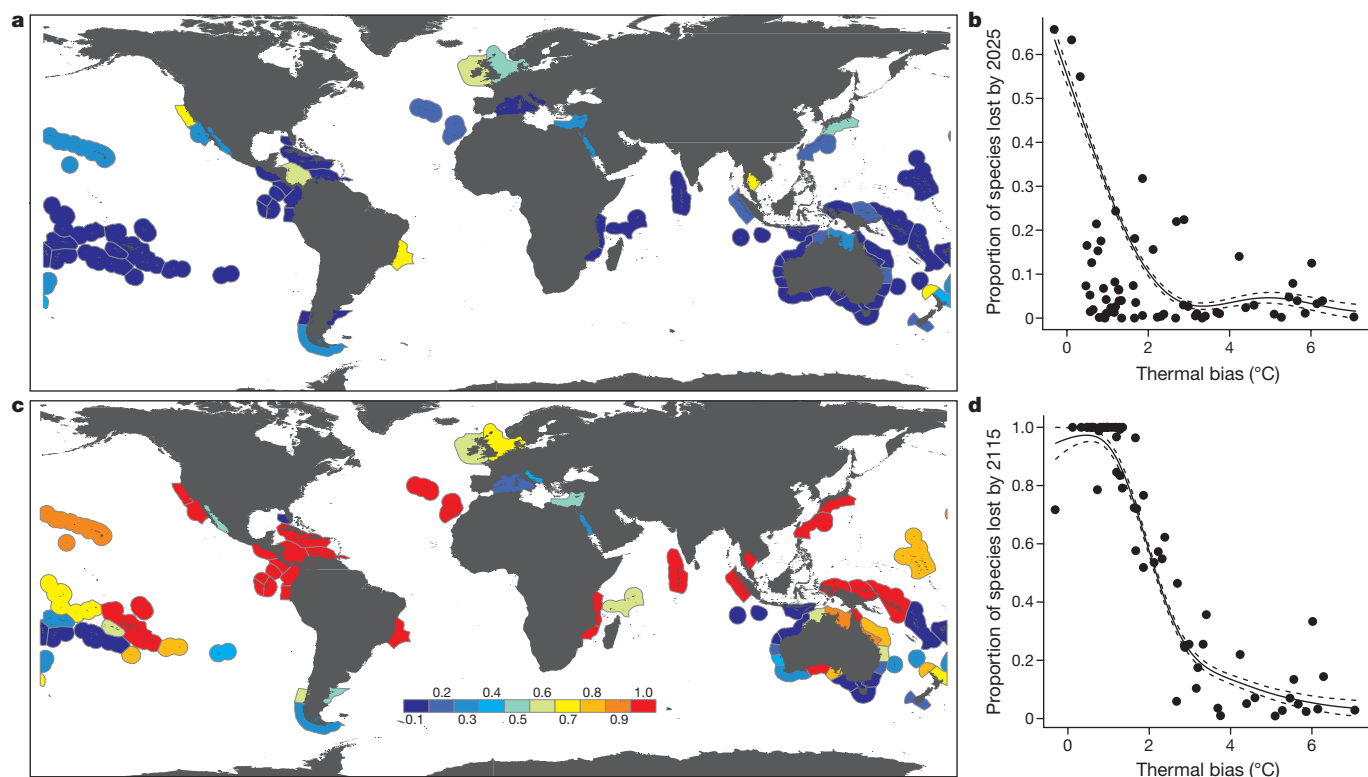 a
b
Proportion of species lost by 2025
0.6
0.5
0.4
0.3
0.2
0.1
0
0 2 4 6
Thermal bias (°C)
c
0.2 0.4 0.6 0.8 1.0
0.1 0.3 0.5 0.7 0.9
d
Proportion of species lost by 2115
1.0
0.8
0.6
0.4
0.2
0
0 2 4 6
Thermal bias (°C)